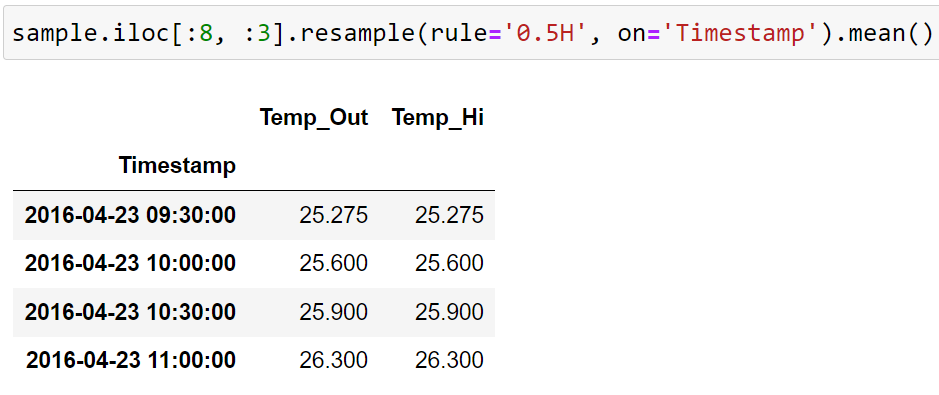 sample.iloc[:8, :3].resample(rule='0.5H', on='Timestamp').mean()
Temp_Out Temp_Hi
Timestamp
2016-04-23 09:30:00 25.275 25.275
2016-04-23 10:00:00 25.600 25.600
2016-04-23 10:30:00 25.900 25.900
2016-04-23 11:00:00 26.300 26.300